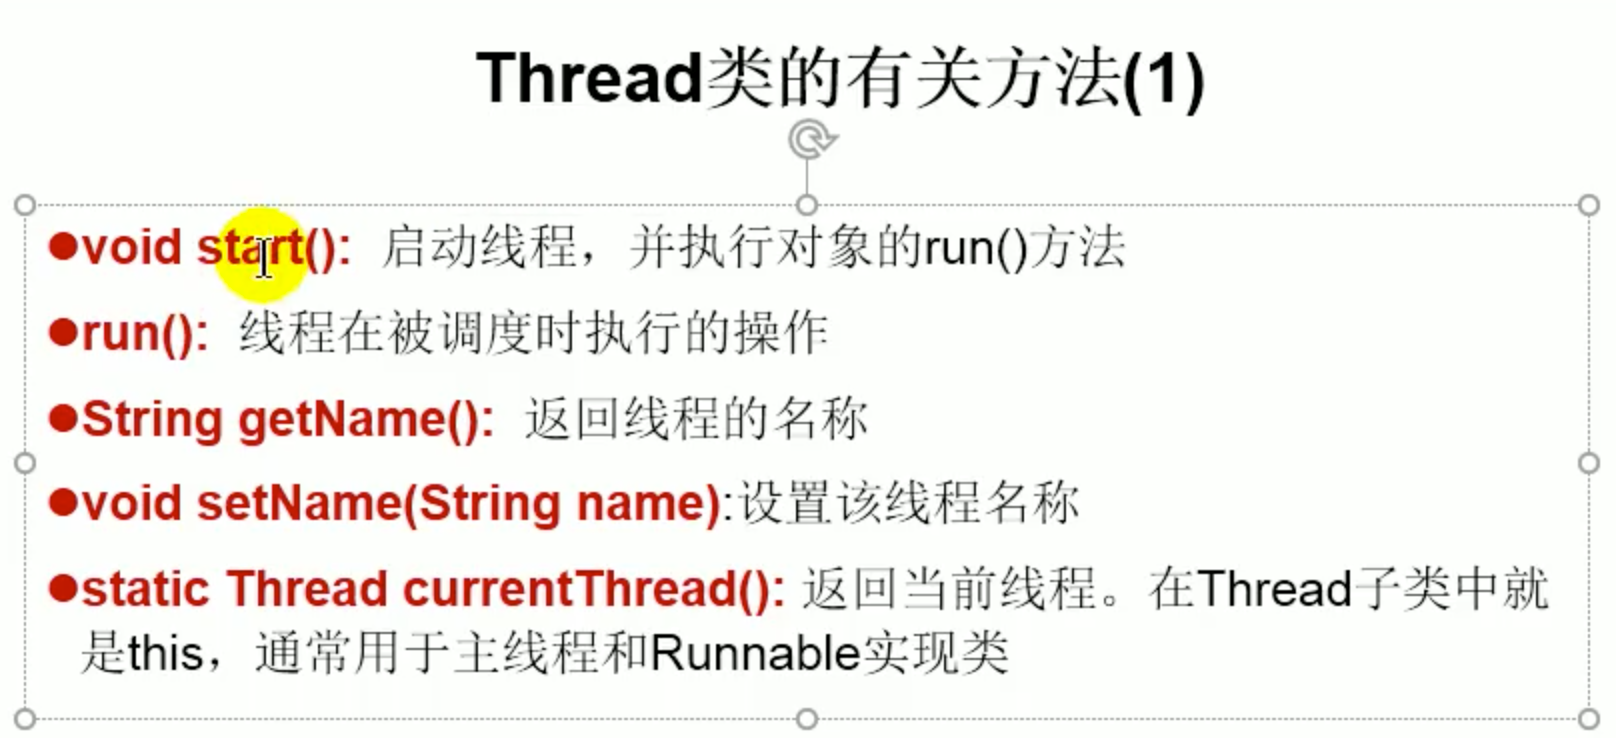 Thread类的有关方法(1)
●void start(): 启动线程，并执行对象的run()方法
●run(): 线程在被调度时执行的操作
●String getName(): 返回线程的名称
●void setName(String name):设置该线程名称
●static Thread currentThread(): 返回当前线程。在Thread子类中就
是this，通常用于主线程和Runnable实现类